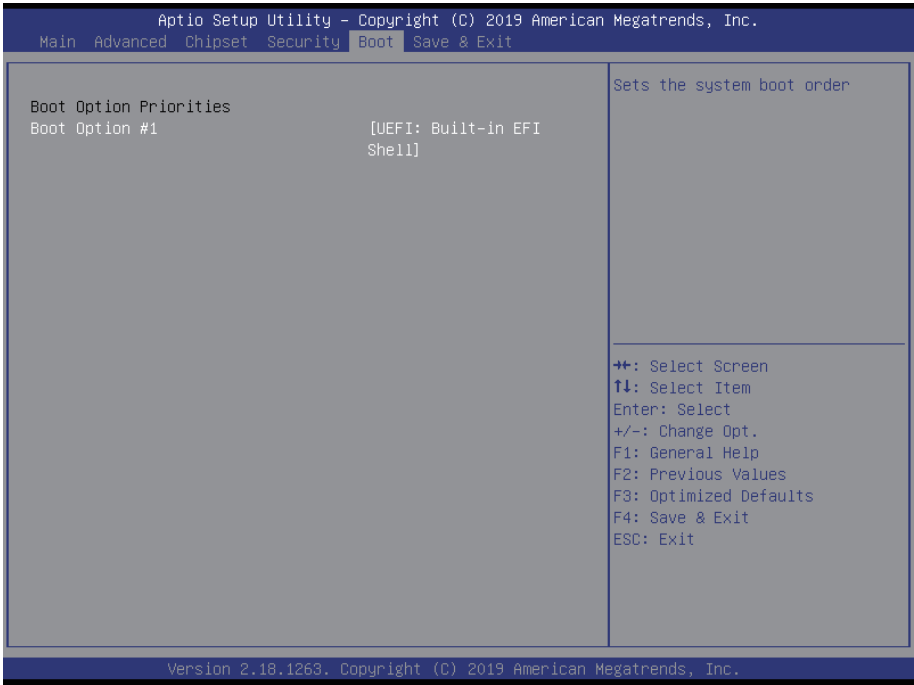 Aptio Setup Utility – Copyright (C) 2019 American Megatrends, Inc.
Main Advanced Chipset Security Boot Save & Exit
Boot Option Priorities
Boot Option #1 [UEFI: Built-in EFI
Shell]
Sets the system boot order
→←: Select Screen
↑↓: Select Item
Enter: Select
+/-: Change Opt.
F1: General Help
F2: Previous Values
F3: Optimized Defaults
F4: Save & Exit
ESC: Exit
Version 2.18.1263. Copyright (C) 2019 American Megatrends, Inc.